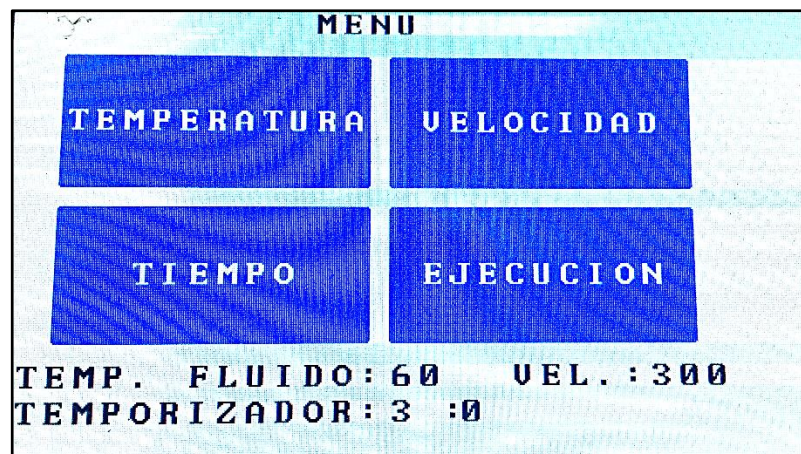 MENU
TEMPERATURA
VELOCIDAD
TIEMPO
EJECUCION
TEMP. FLUIDO:60 VEL.:300
TEMPORIZADOR:3 :0